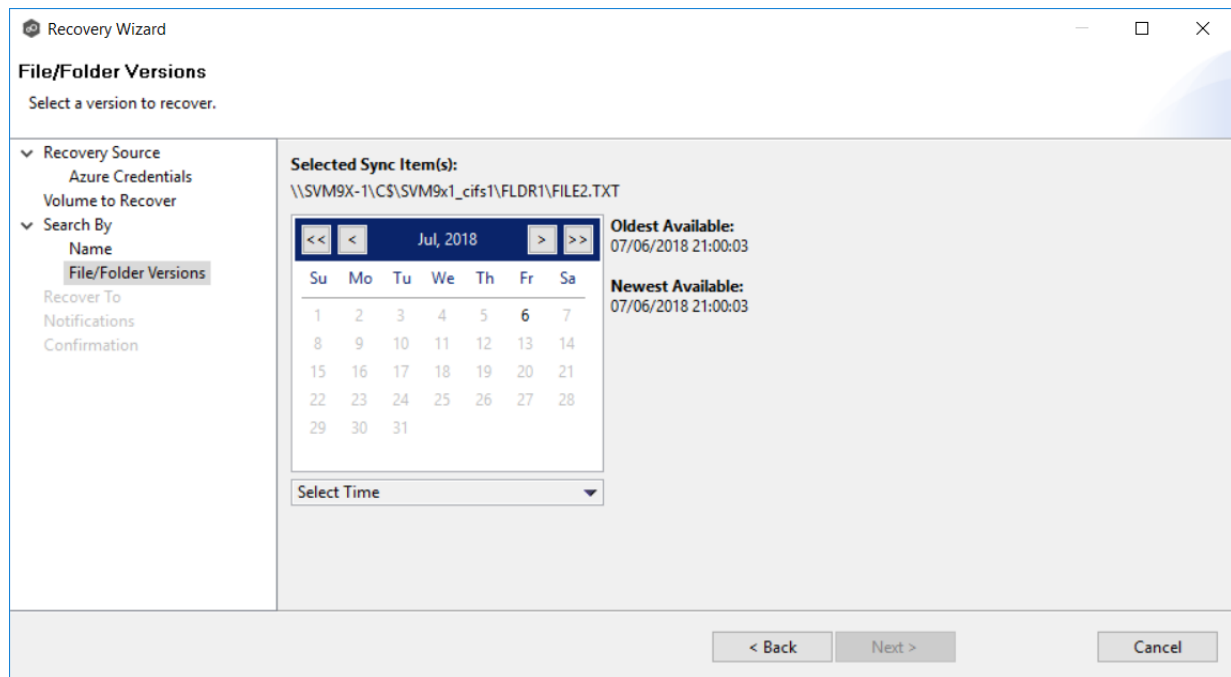 Recovery Wizard
File/Folder Versions
Select a version to recover.
Recovery Source
Azure Credentials
Volume to Recover
Search By
Name
File/Folder Versions
Recover To
Notifications
Confirmation
Selected Sync Item(s):
\\SVM9X-1\C$\SVM9x1_cifs1\FLDR1\FILE2.TXT
<< < Jul, 2018 > >>
Su Mo Tu We Th Fr Sa
1 2 3 4 5 6 7
8 9 10 11 12 13 14
15 16 17 18 19 20 21
22 23 24 25 26 27 28
29 30 31
Select Time
Oldest Available:
07/06/2018 21:00:03
Newest Available:
07/06/2018 21:00:03
< Back Next > Cancel